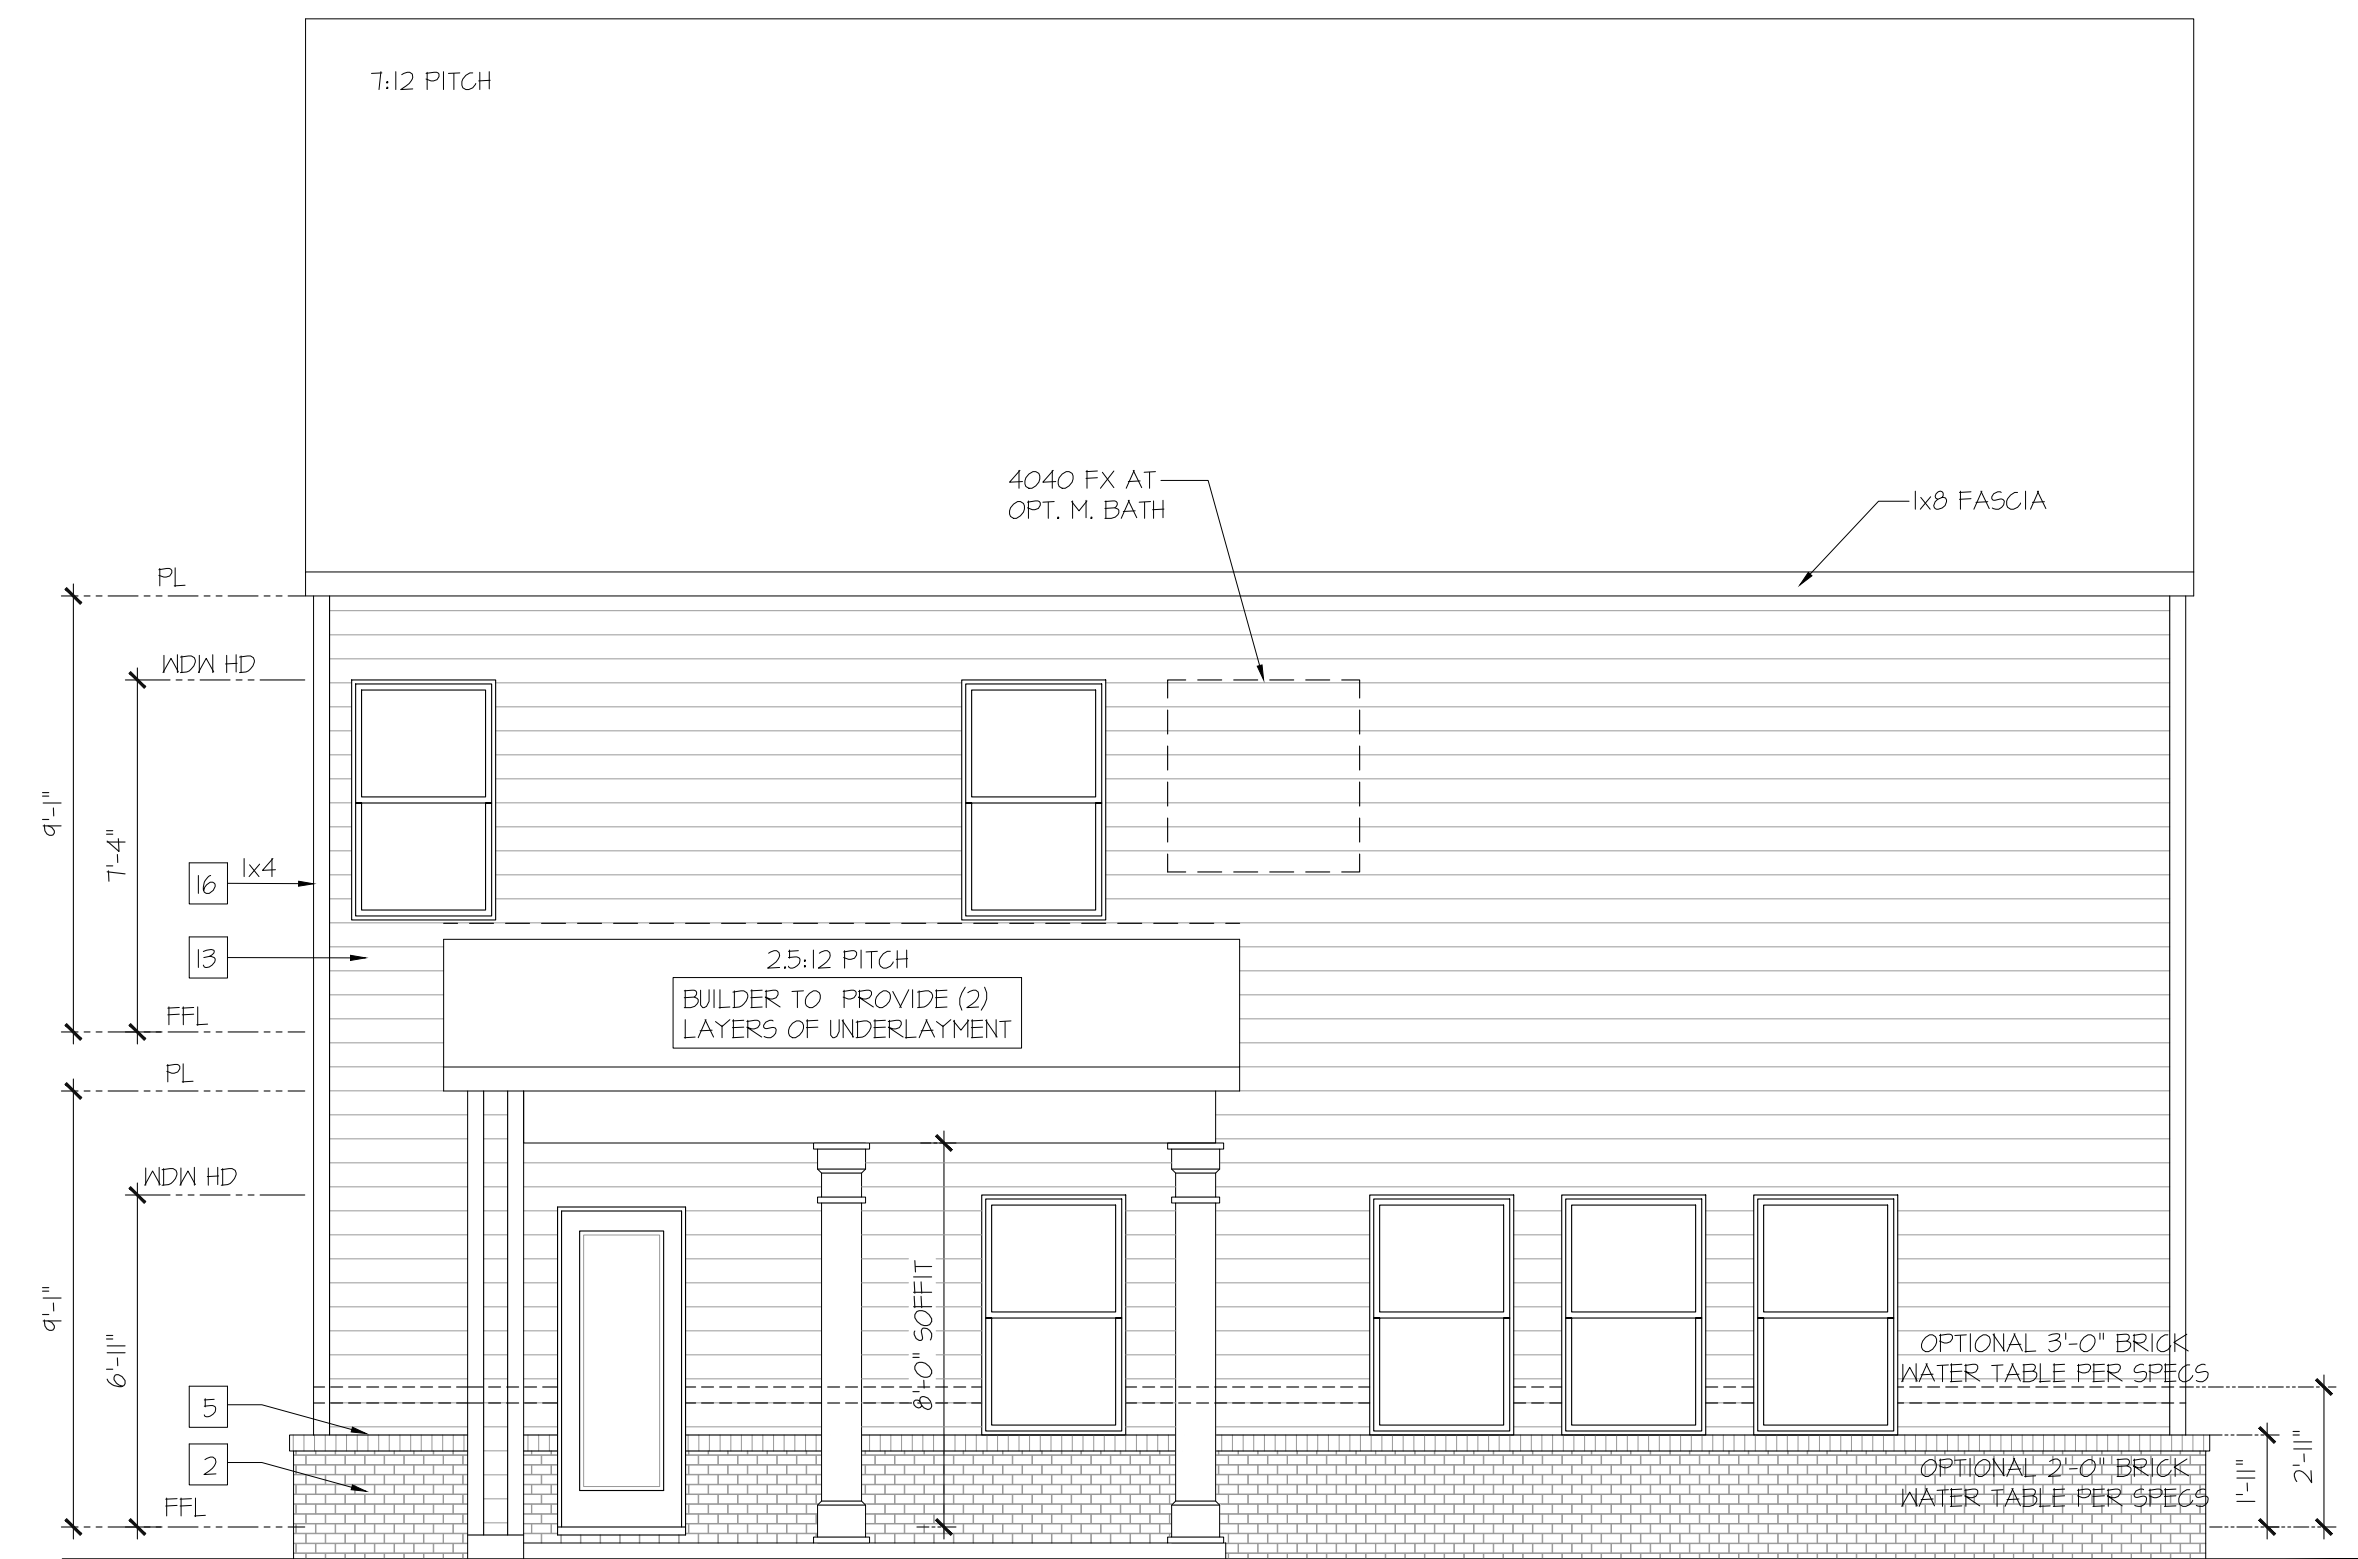 7:12 PITCH
4040 FX AT
OPT. M. BATH
1x8 FASCIA
PL
WDW HD
9'-1"
7'-4"
16
1x4
13
FFL
2.5:12 PITCH
BUILDER TO PROVIDE (2)
LAYERS OF UNDERLAYMENT
PL
WDW HD
9'-1"
6'-11"
8'-0" SOFFIT
OPTIONAL 3'-0" BRICK
WATER TABLE PER SPECS
5
2
FFL
OPTIONAL 2'-0" BRICK
WATER TABLE PER SPECS
1'-11"
2'-11"